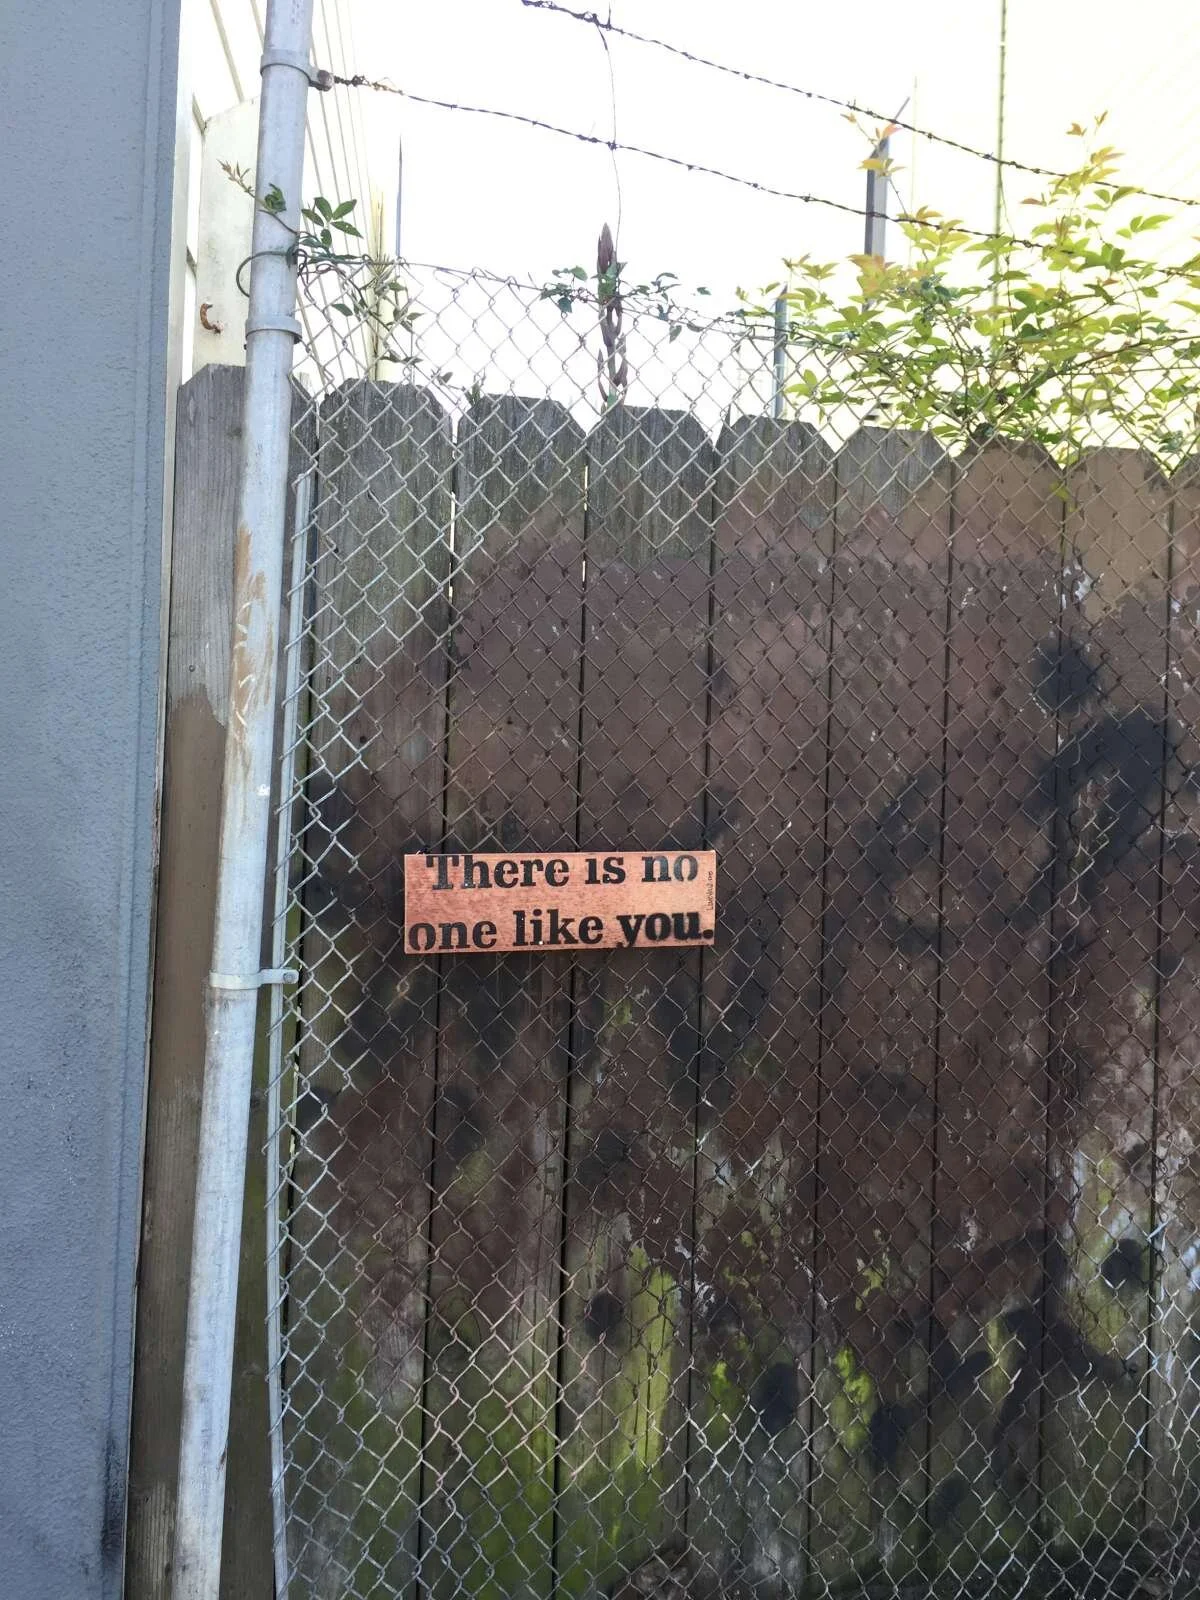 There is no
one like you.